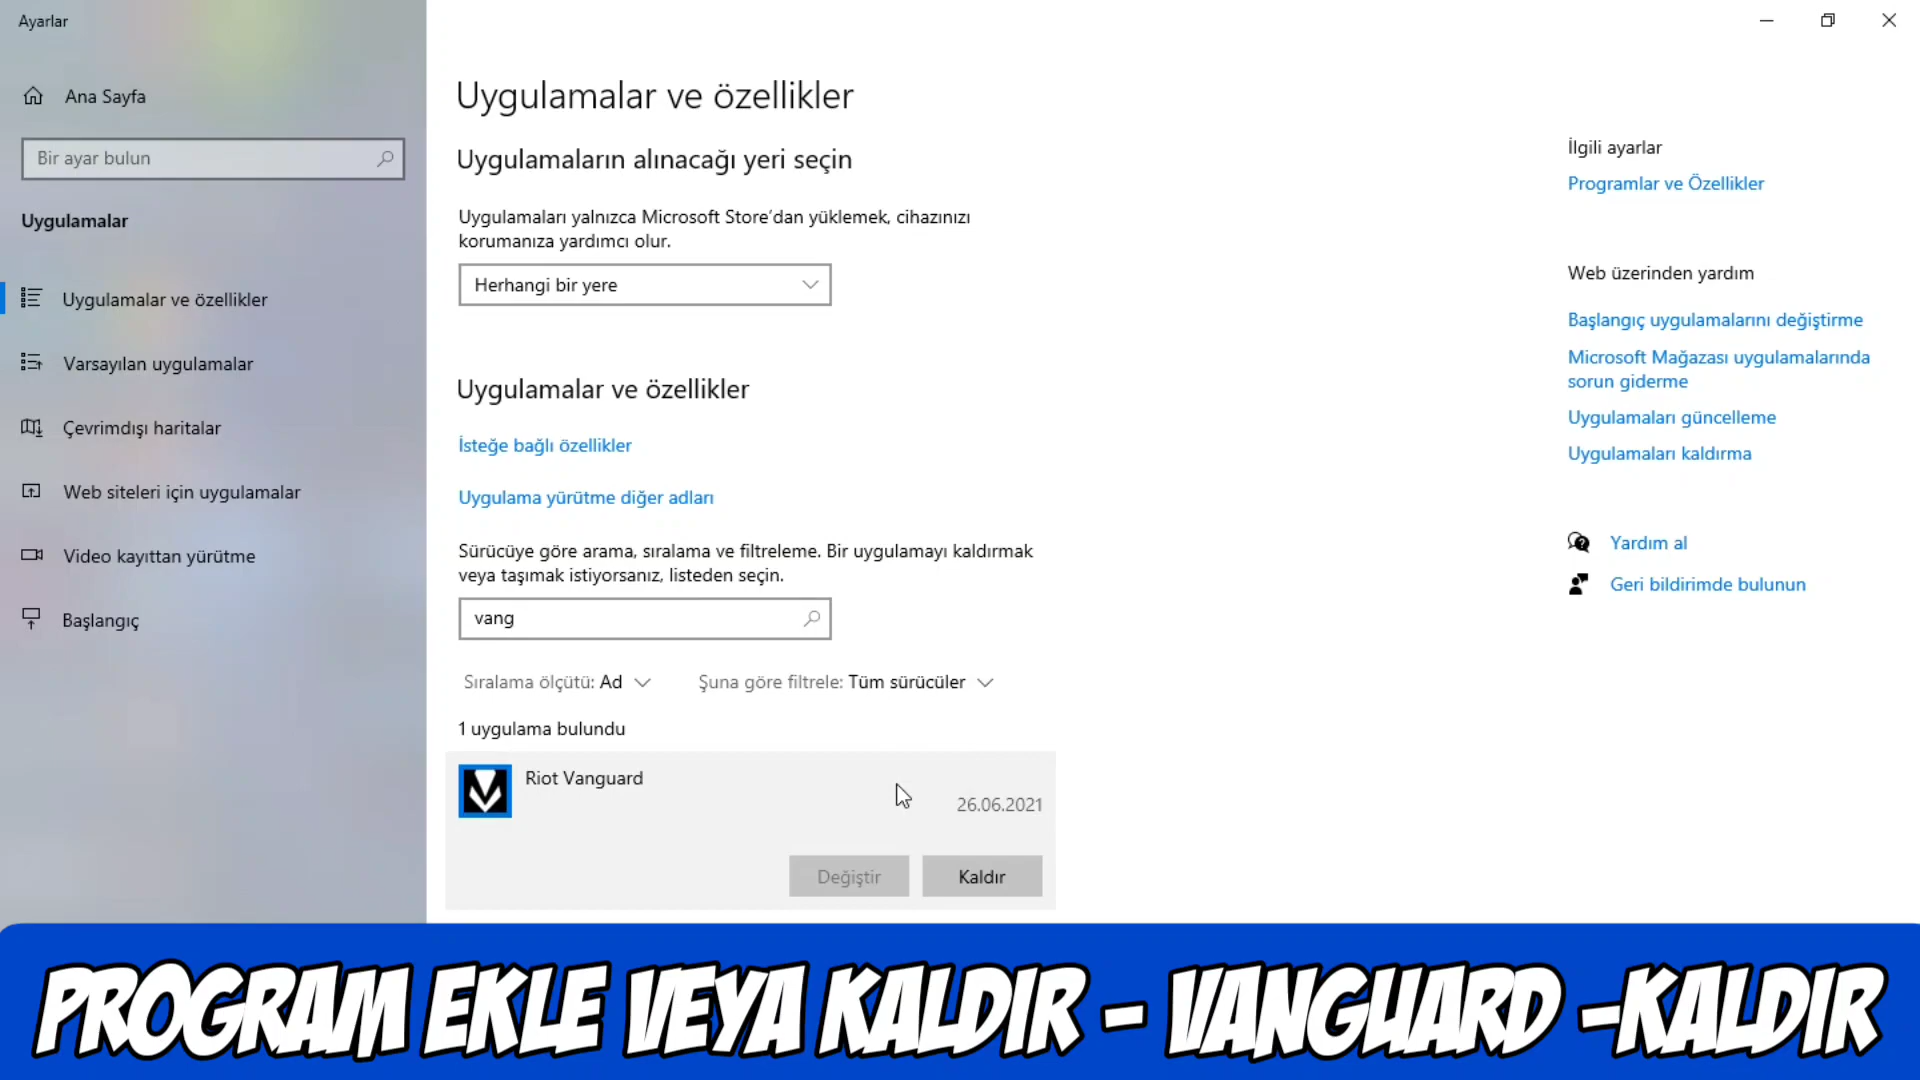 Ayarlar
Ana Sayfa
Bir ayar bulun
Uygulamalar
Uygulamalar ve özellikler
Varsayılan uygulamalar
Çevrimdışı haritalar
Web siteleri için uygulamalar
Video kayıttan yürütme
Başlangıç
Uygulamalar ve özellikler
Uygulamaların alınacağı yeri seçin
Uygulamaları yalnızca Microsoft Store'dan yüklemek, cihazınızı
korumanıza yardımcı olur.
Herhangi bir yere
Uygulamalar ve özellikler
İsteğe bağlı özellikler
Uygulama yürütme diğer adları
Sürücüye göre arama, sıralama ve filtreleme. Bir uygulamayı kaldırmak
veya taşımak istiyorsanız, listeden seçin.
vang
Sıralama ölçütü: Ad
Şuna göre filtrele: Tüm sürücüler
1 uygulama bulundu
Riot Vanguard
26.06.2021
Değiştir
Kaldır
İlgili ayarlar
Programlar ve Özellikler
Web üzerinden yardım
Başlangıç uygulamalarını değiştirme
Microsoft Mağazası uygulamalarında
sorun giderme
Uygulamaları güncelleme
Uygulamaları kaldırma
Yardım al
Geri bildirimde bulunun
PROGRAM EKLE VEYA KALDIR - VANGUARD -KALDIR